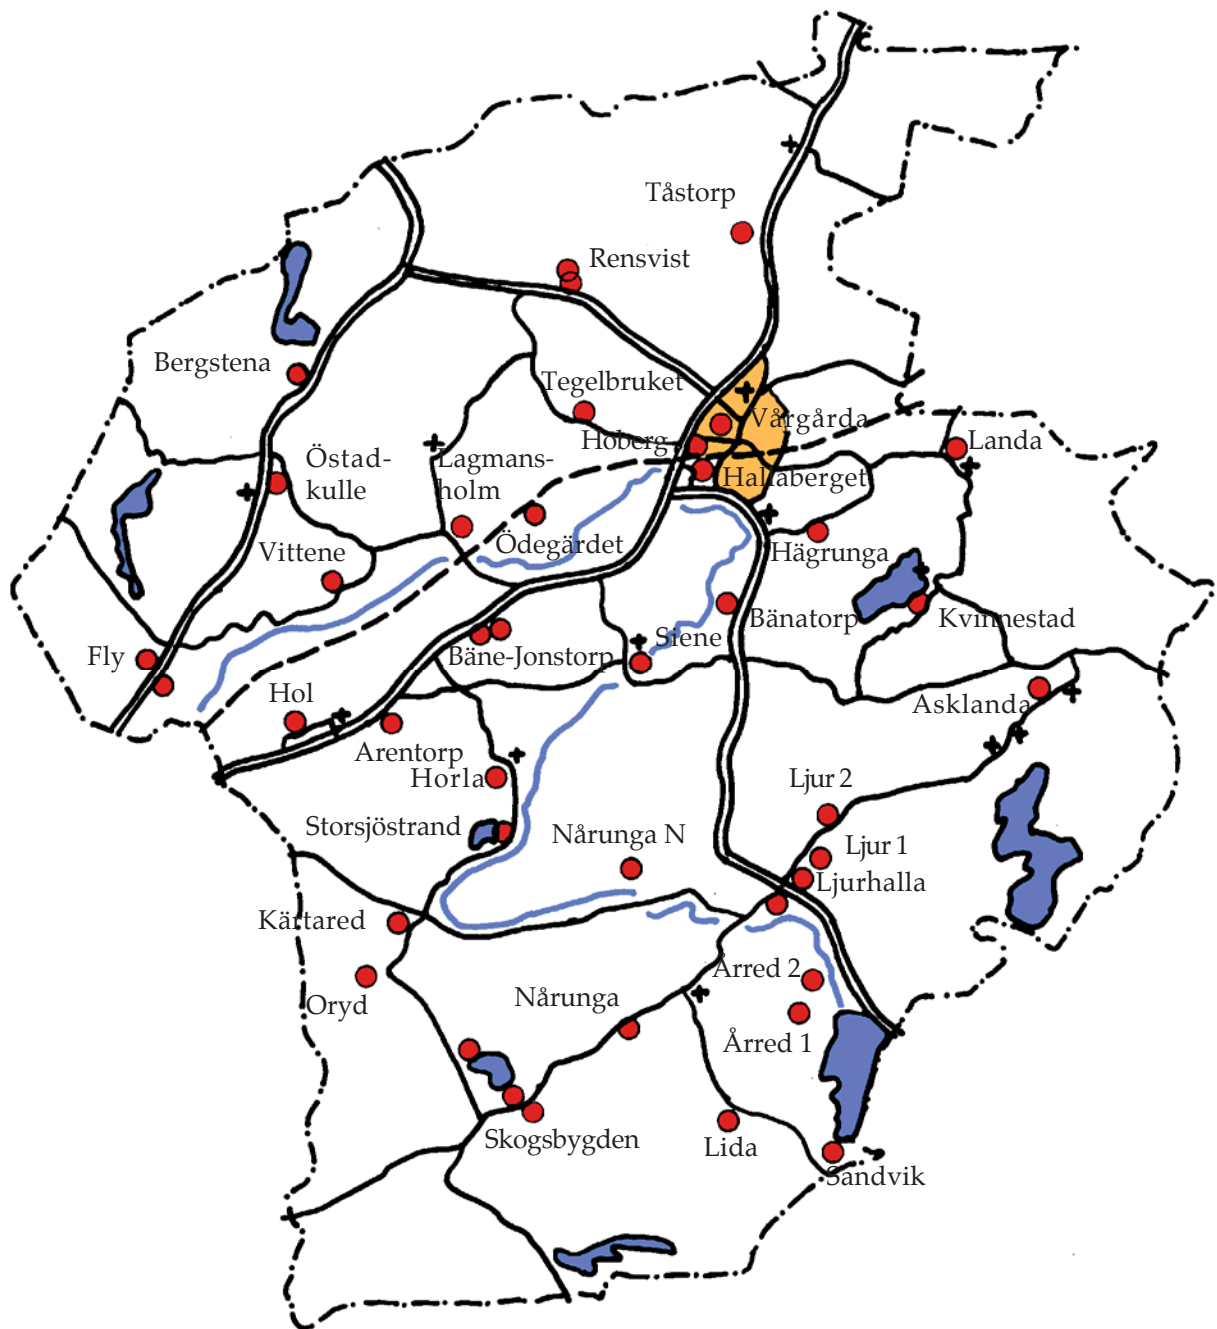 Tåstorp
Rensvist
Bergstena
Tegelbruket
Vårgårda
Hoberg
Landa
Östad-
kulle
Lagmans-
holm
Hallaberget
Ödegärdet
Hägrunga
Vittene
Bänatorp
Kvinnestad
Siene
Fly
Bäne-Jonstorp
Hol
Asklanda
Arentorp
Horla
Ljur 2
Storsjöstrand
Nårunga N
Ljur 1
Ljurhalla
Kärtared
Årred 2
Oryd
Nårunga
Årred 1
Skogsbygden
Lida
Sandvik